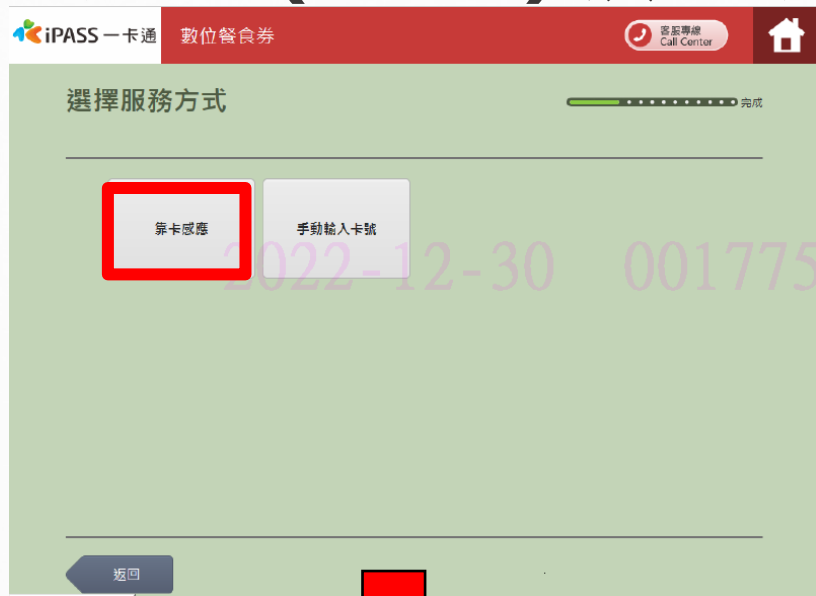 iPASS 一卡通 數位餐食券 客服專線
Call Center
選擇服務方式 完成
靠卡感應 手動輸入卡號
2022-12-30 001775
返回